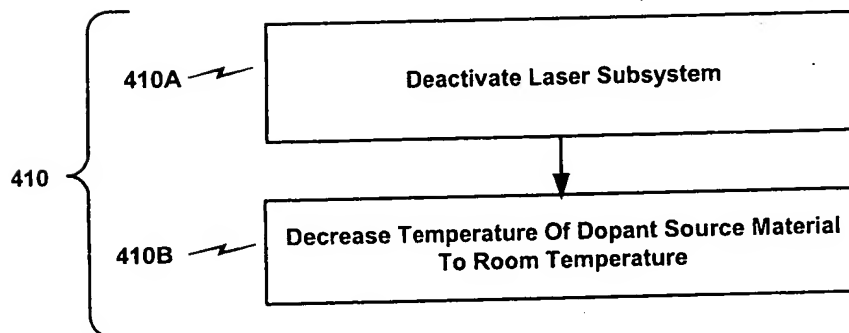 410A
Deactivate Laser Subsystem
410
410B
Decrease Temperature Of Dopant Source Material
To Room Temperature